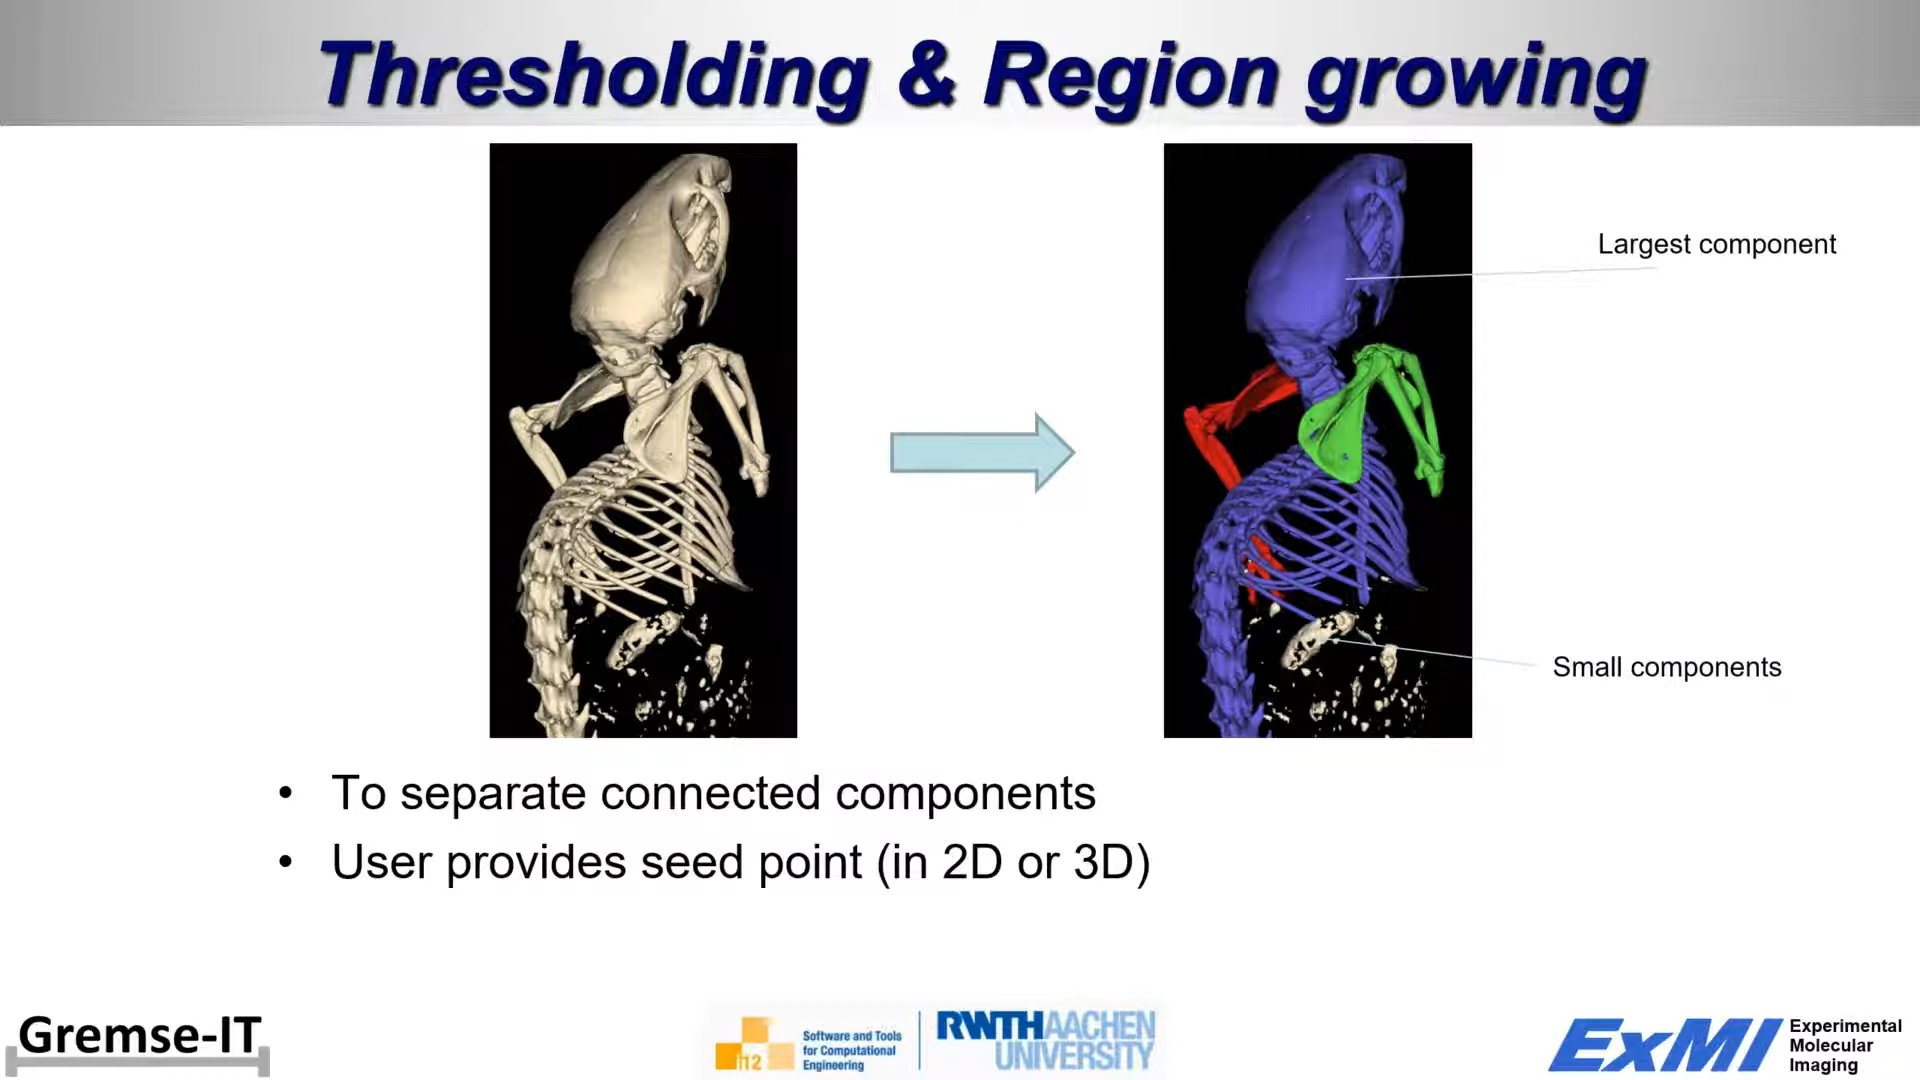 Thresholding & Region growing
Largest component
Small components
• To separate connected components
• User provides seed point (in 2D or 3D)
Gremse-IT
i12
Software and Tools
for Computational
Engineering
RWTHAACHEN
UNIVERSITY
ExMI
Experimental
Molecular
Imaging